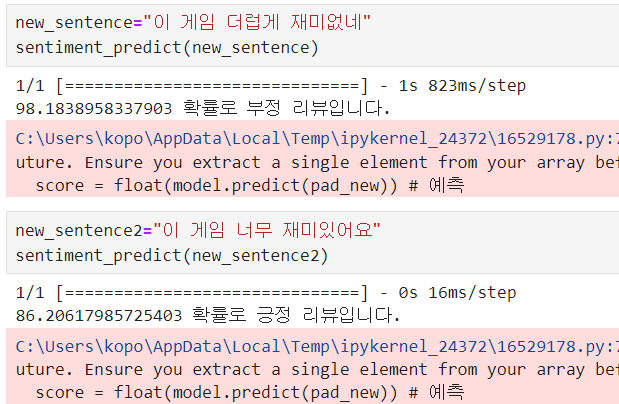 new_sentence="이 게임 더럽게 재미없네"
sentiment_predict(new_sentence)
1/1 [==============================] - 1s 823ms/step
98.1838958337903 확률로 부정 리뷰입니다.
C:\Users\kopo\AppData\Local\Temp\ipykernel_24372\16529178.py:7
uture. Ensure you extract a single element from your array bef
score = float(model.predict(pad_new)) # 예측
new_sentence2="이 게임 너무 재미있어요"
sentiment_predict(new_sentence2)
1/1 [==============================] - 0s 16ms/step
86.20617985725403 확률로 긍정 리뷰입니다.
C:\Users\kopo\AppData\Local\Temp\ipykernel_24372\16529178.py:7
uture. Ensure you extract a single element from your array bef
score = float(model.predict(pad_new)) # 예측